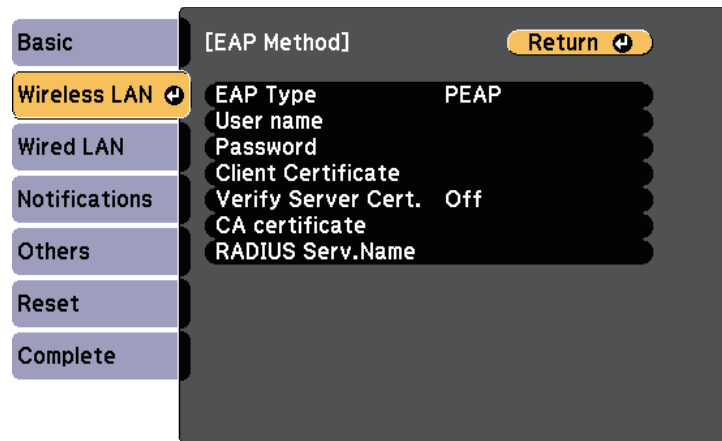 Basic
Wireless LAN
Wired LAN
Notifications
Others
Reset
Complete
[EAP Method]
Return
EAP Type PEAP
User name
Password
Client Certificate
Verify Server Cert. Off
CA certificate
RADIUS Serv.Name